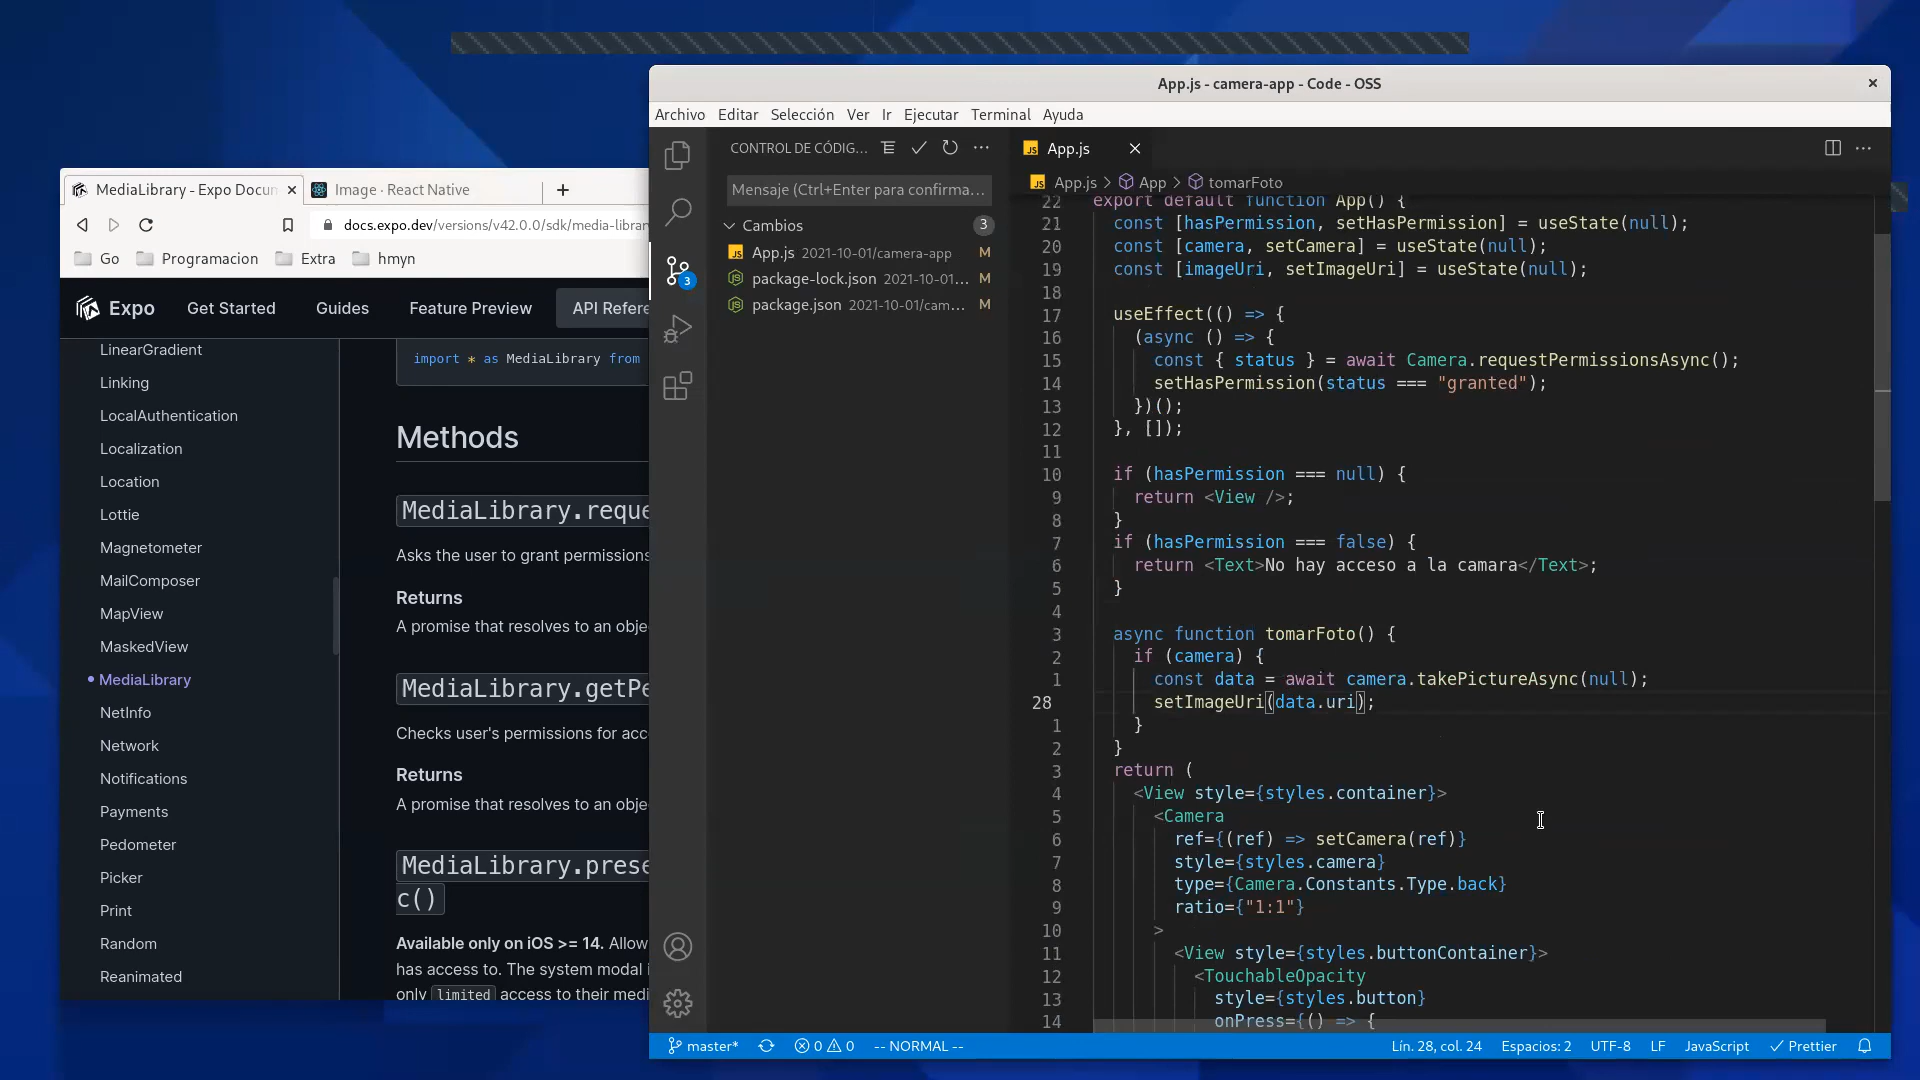 MediaLibrary - Expo Docum
Image · React Native
docs.expo.dev/versions/v42.0.0/sdk/media-librar
Go
Programacion
Extra
hmyn
Expo
Get Started
Guides
Feature Preview
API Refere
LinearGradient
Linking
LocalAuthentication
Localization
Location
Lottie
Magnetometer
MailComposer
MapView
MaskedView
MediaLibrary
NetInfo
Network
Notifications
Payments
Pedometer
Picker
Print
Random
Reanimated
import * as MediaLibrary from
Methods
MediaLibrary.reque
Asks the user to grant permissions
Returns
A promise that resolves to an obje
MediaLibrary.getPe
Checks user's permissions for acc
Returns
A promise that resolves to an obje
MediaLibrary.prese
c()
Available only on iOS >= 14. Allow
has access to. The system modal i
only limited access to their medi
App.js - camera-app - Code - OSS
Archivo Editar Selección Ver Ir Ejecutar Terminal Ayuda
CONTROL DE CÓDIG...
Mensaje (Ctrl+Enter para confirma...
Cambios 3
App.js 2021-10-01/camera-app M
package-lock.json 2021-10-01... M
package.json 2021-10-01/cam... M
3
App.js
App.js > App > tomarFoto
22 export default function App() {
21 const [hasPermission, setHasPermission] = useState(null);
20 const [camera, setCamera] = useState(null);
19 const [imageUri, setImageUri] = useState(null);
18
17 useEffect(() => {
16 (async () => {
15 const { status } = await Camera.requestPermissionsAsync();
14 setHasPermission(status === "granted");
13 })();
12 }, []);
11
10 if (hasPermission === null) {
9 return <View />;
8 }
7 if (hasPermission === false) {
6 return <Text>No hay acceso a la camara</Text>;
5 }
4
3 async function tomarFoto() {
2 if (camera) {
1 const data = await camera.takePictureAsync(null);
28 setImageUri(data.uri);
1 }
2 }
3 return (
4 <View style={styles.container}>
5 <Camera
6 ref={(ref) => setCamera(ref)}
7 style={styles.camera}
8 type={Camera.Constants.Type.back}
9 ratio={"1:1"}
10 >
11 <View style={styles.buttonContainer}>
12 <TouchableOpacity
13 style={styles.button}
14 onPress={() => {
master* 0 0 -- NORMAL -- Lín. 28, col. 24 Espacios: 2 UTF-8 LF JavaScript Prettier